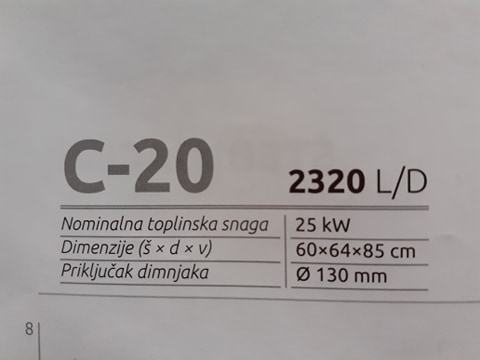 C-20 2320 L/D
Nominalna toplinska snaga 25 kW
Dimenzije (š × d × v) 60×64×85 cm
Priključak dimnjaka Ø 130 mm
8